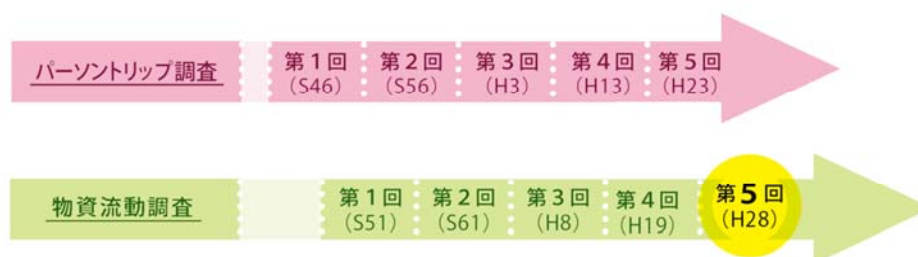 パーソントリップ調査
第1回 第2回 第3回 第4回 第5回
(S46) (S56) (H3) (H13) (H23)
物資流動調査
第1回 第2回 第3回 第4回 第5回
(S51) (S61) (H8) (H19) (H28)